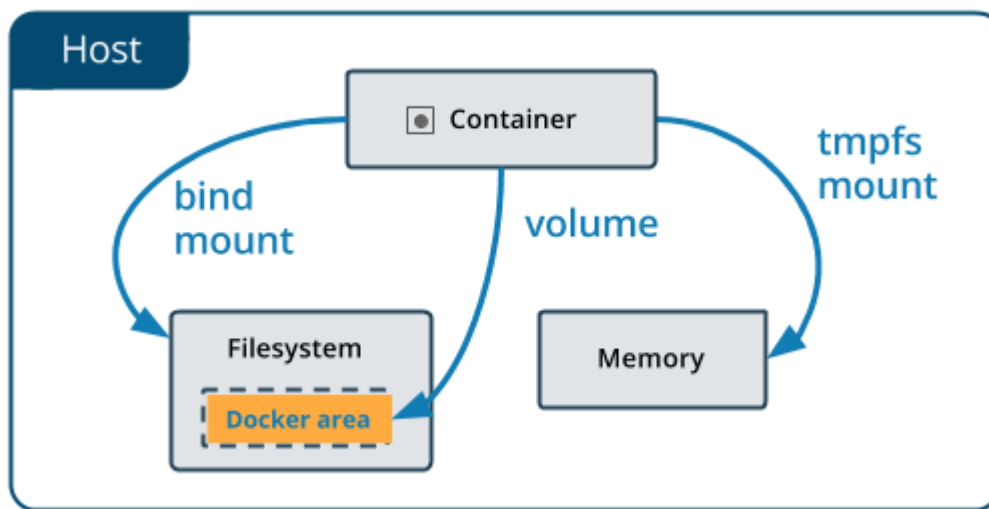 Host
Container
bind
mount
volume
tmpfs
mount
Filesystem
Docker area
Memory